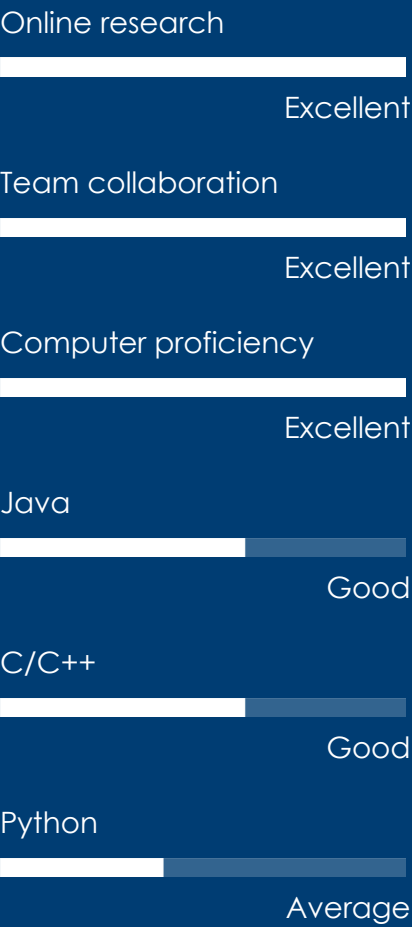 Online research
Excellent
Team collaboration
Excellent
Computer proficiency
Excellent
Java
Good
C/C++
Good
Python
Average